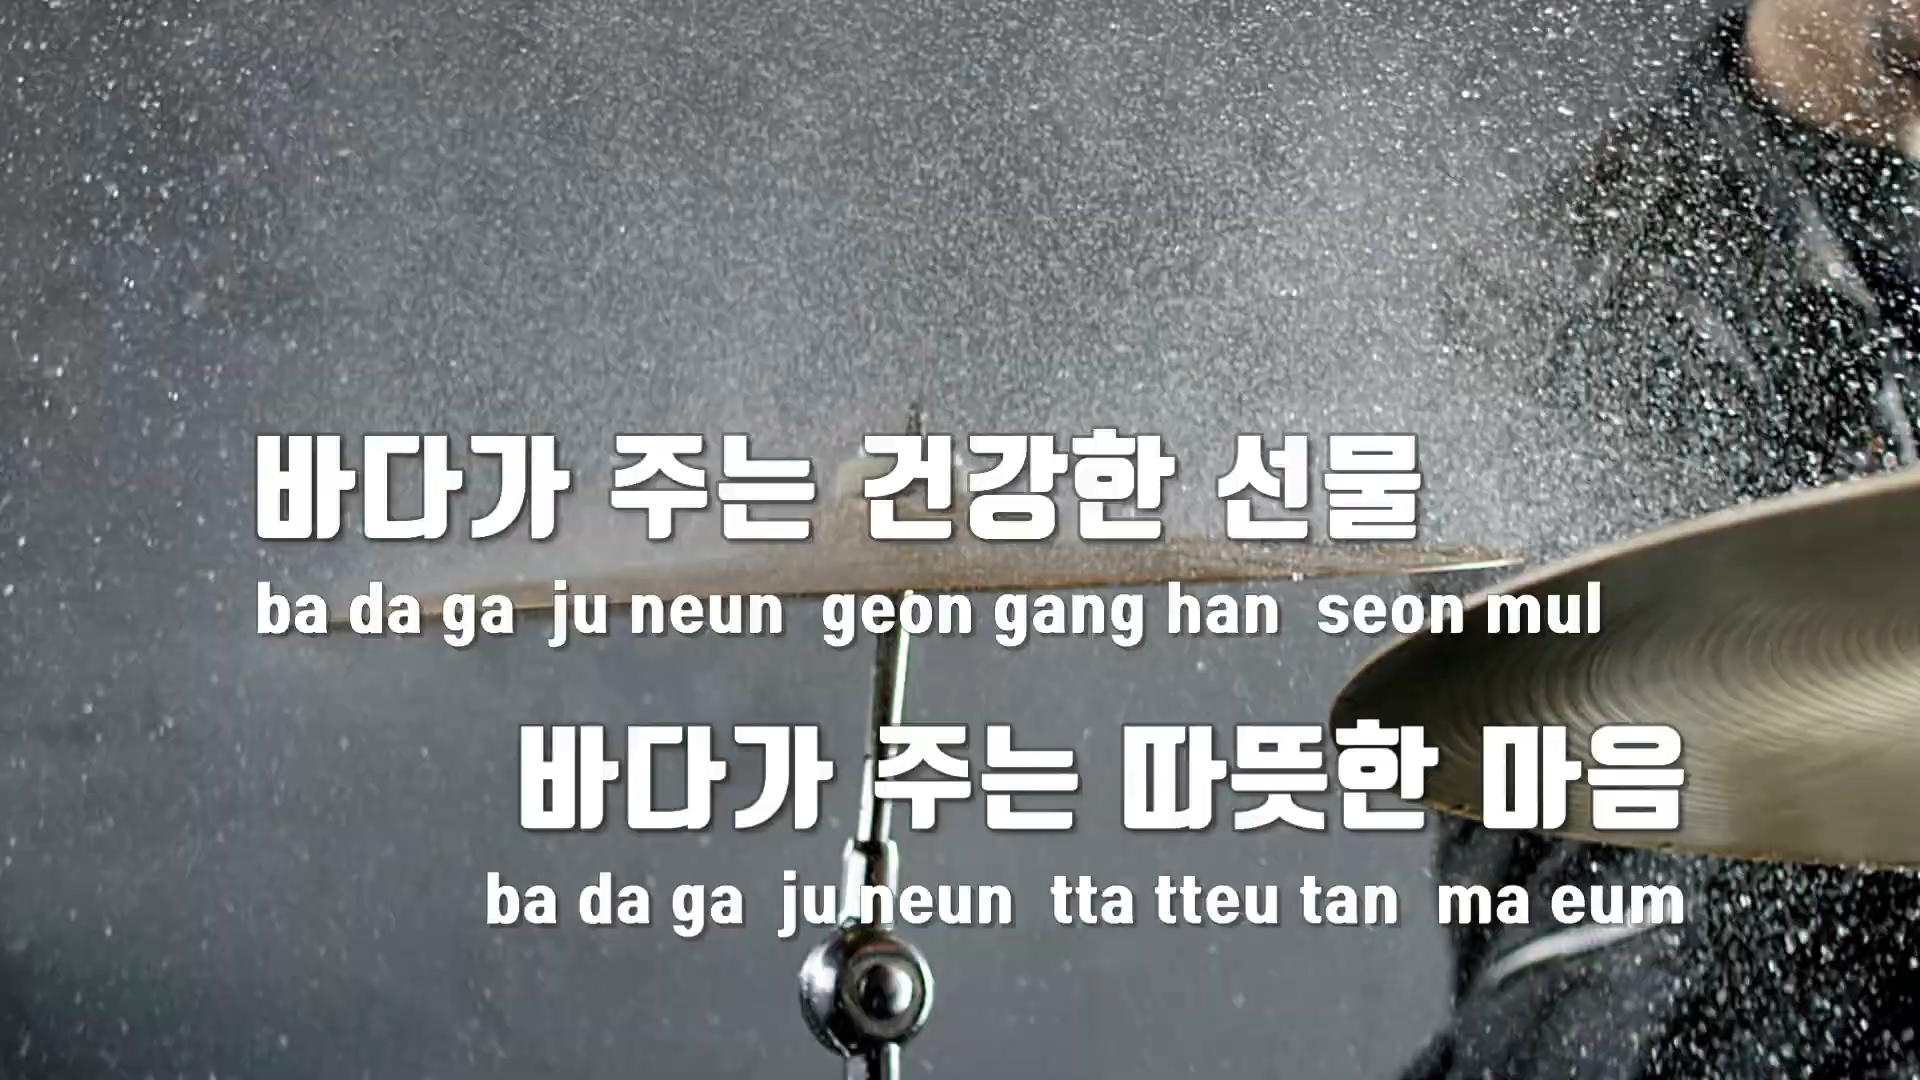 바다가 주는 건강한 선물
ba da ga ju neun geon gang han seon mul
바다가 주는 따뜻한 마음
ba da ga ju neun tta tteu tan ma eum